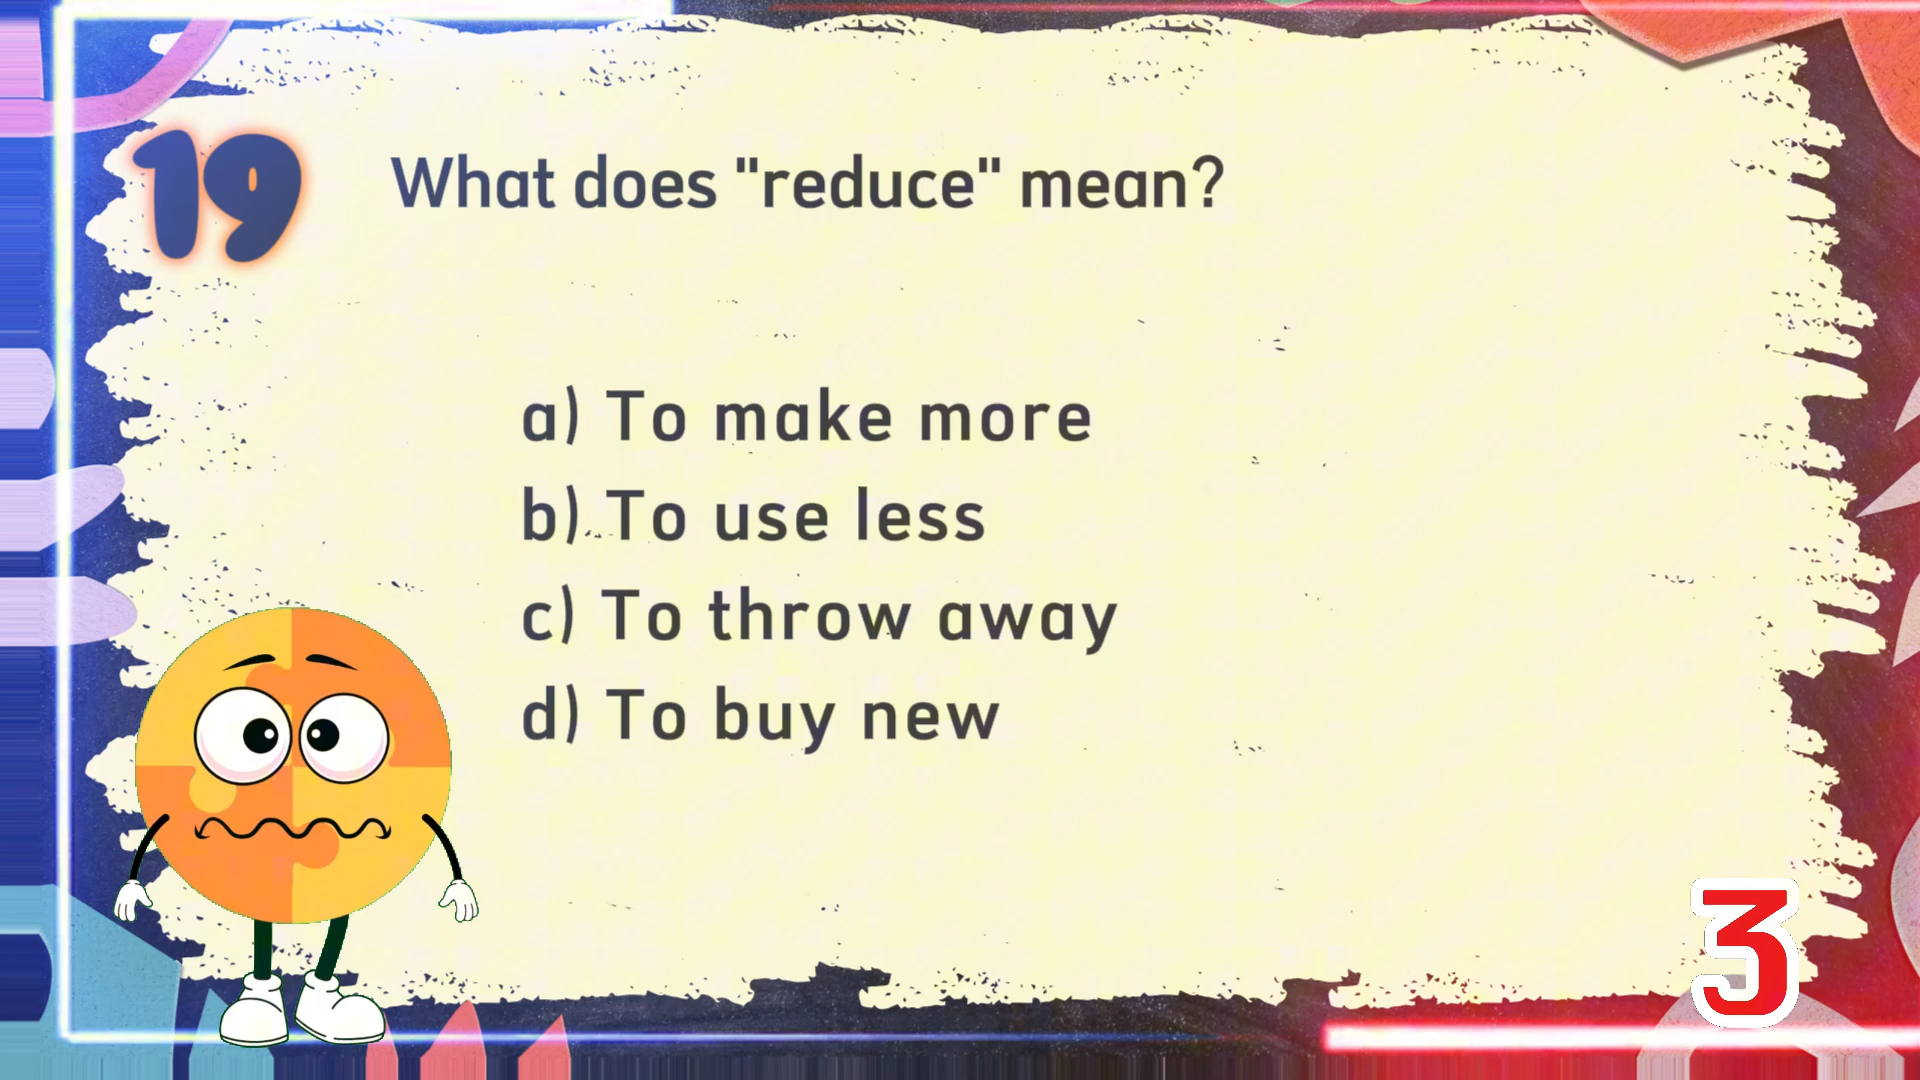 19
What does "reduce" mean?
a) To make more
b) To use less
c) To throw away
d) To buy new
3